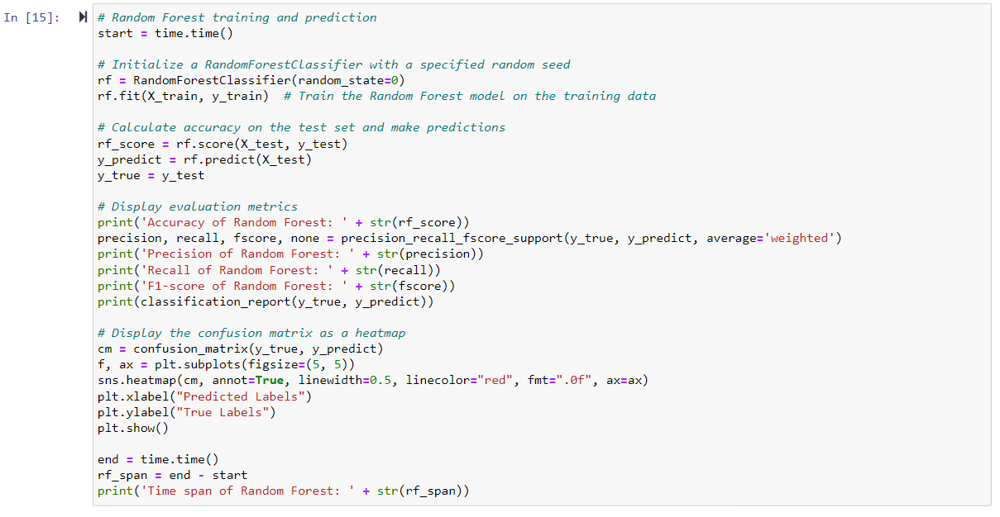 In [15]:
# Random Forest training and prediction
start = time.time()
# Initialize a RandomForestClassifier with a specified random seed
rf = RandomForestClassifier(random_state=0)
rf.fit(X_train, y_train)  # Train the Random Forest model on the training data
# Calculate accuracy on the test set and make predictions
rf_score = rf.score(X_test, y_test)
y_predict = rf.predict(X_test)
y_true = y_test
# Display evaluation metrics
print('Accuracy of Random Forest: ' + str(rf_score))
precision, recall, fscore, none = precision_recall_fscore_support(y_true, y_predict, average='weighted')
print('Precision of Random Forest: ' + str(precision))
print('Recall of Random Forest: ' + str(recall))
print('F1-score of Random Forest: ' + str(fscore))
print(classification_report(y_true, y_predict))
# Display the confusion matrix as a heatmap
cm = confusion_matrix(y_true, y_predict)
f, ax = plt.subplots(figsize=(5, 5))
sns.heatmap(cm, annot=True, linewidth=0.5, linecolor="red", fmt=".0f", ax=ax)
plt.xlabel("Predicted Labels")
plt.ylabel("True Labels")
plt.show()
end = time.time()
rf_span = end - start
print('Time span of Random Forest: ' + str(rf_span))